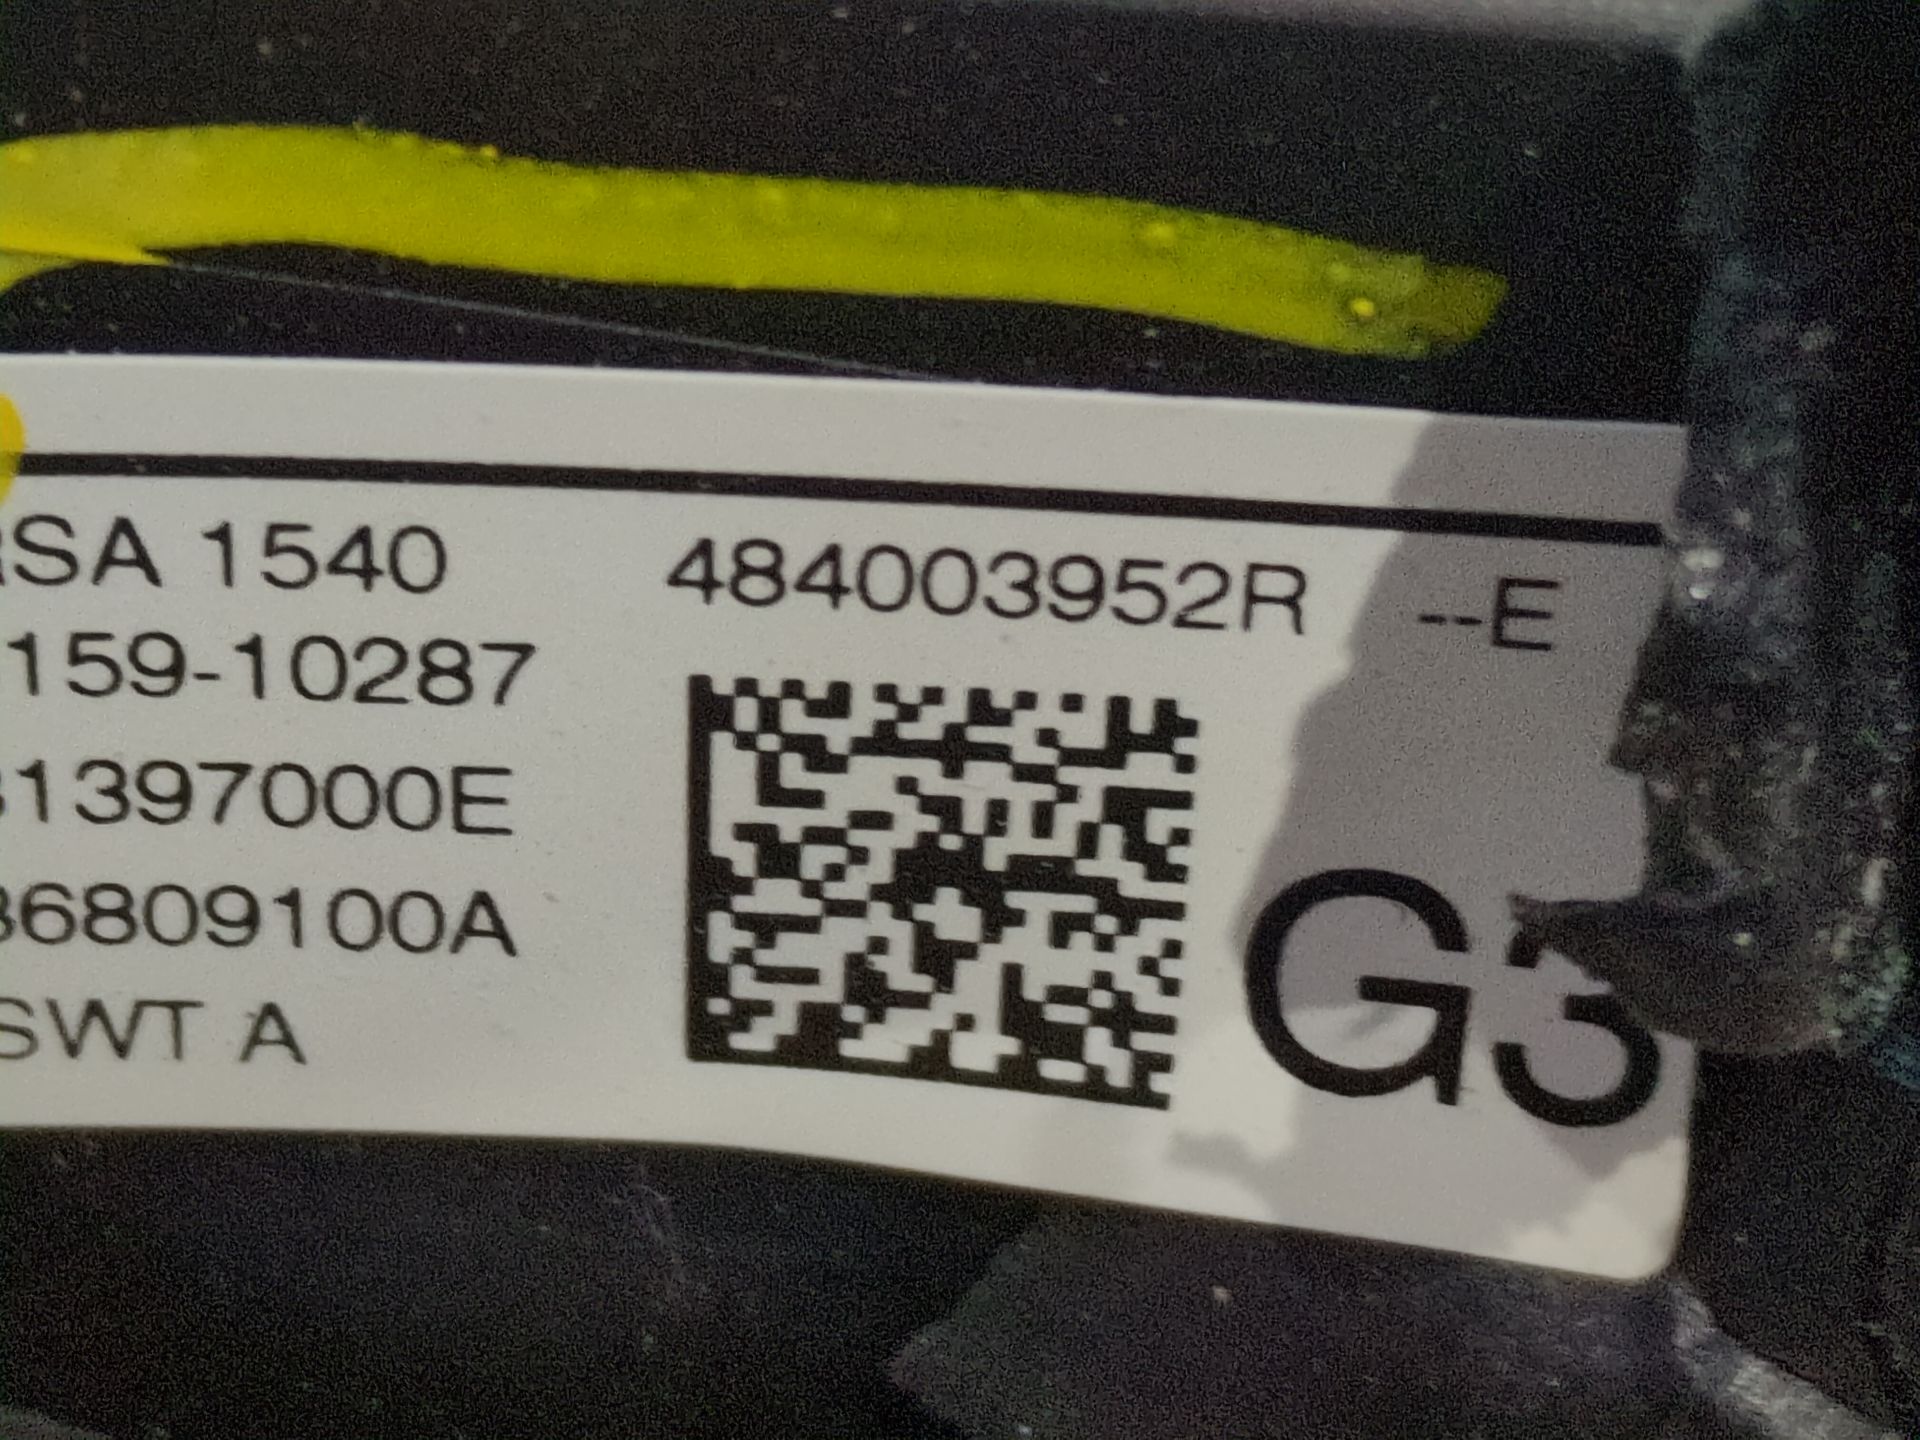 SA 1540 484003952R --E
159-10287
1397000E
6809100A
SWT A
G3